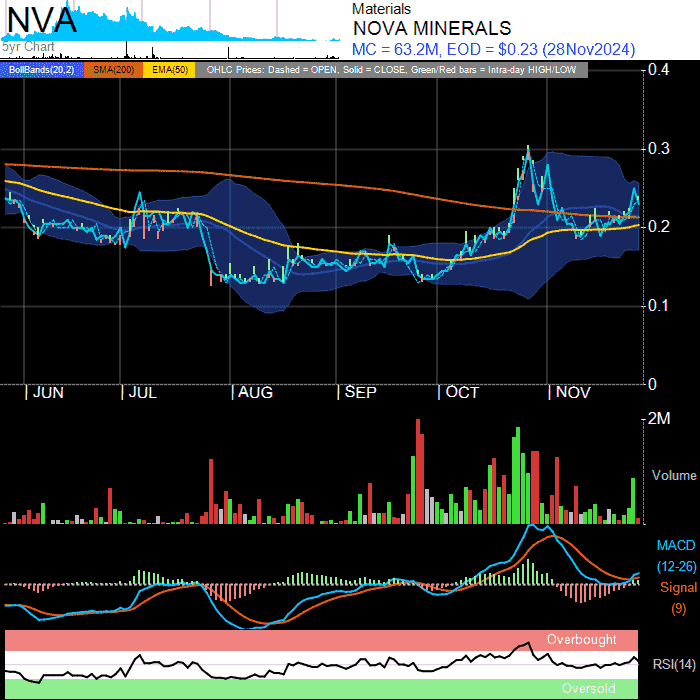 NVA
5yr Chart
Materials
NOVA MINERALS
MC = 63.2M, EOD = $0.23 (28Nov2024)
BollBands(20,2) SMA(200) EMA(50) OHLC Prices: Dashed = OPEN, Solid = CLOSE, Green/Red bars = Intra-day HIGH/LOW
0.4
0.3
0.2
0.1
0
JUN JUL AUG SEP OCT NOV
2M
Volume
MACD
(12-26)
Signal
(9)
Overbought
RSI(14)
Oversold